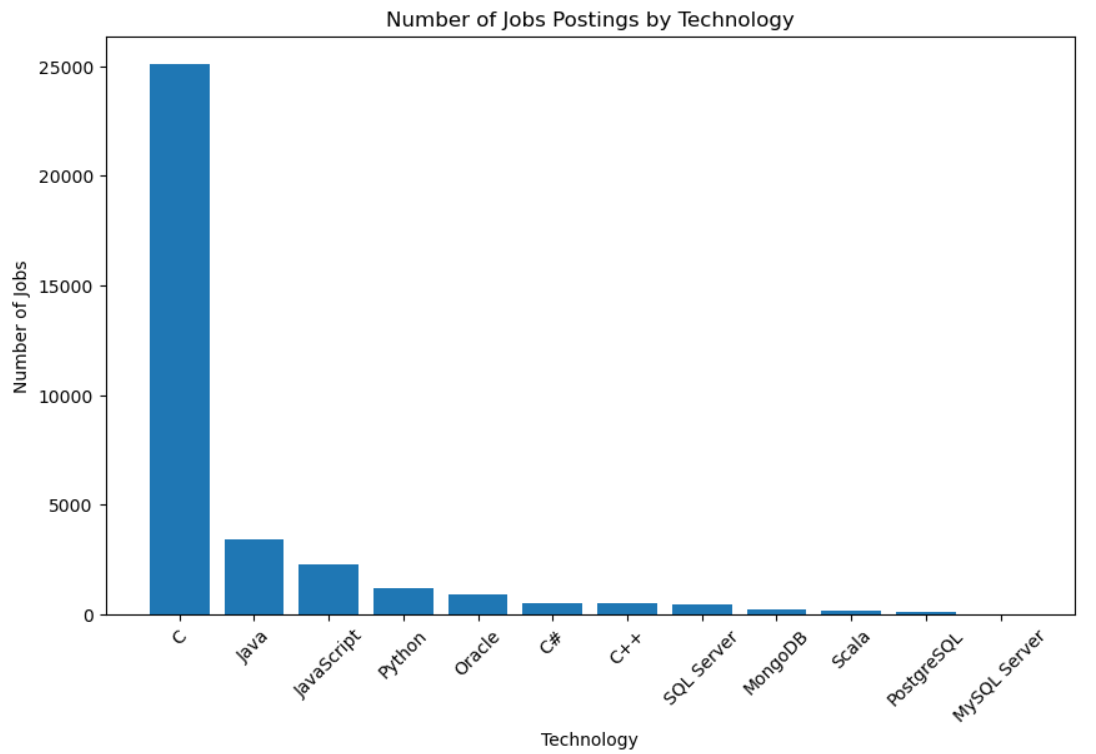 Number of Jobs Postings by Technology
25000
20000
15000
10000
5000
0
Number of Jobs
C
Java
JavaScript
Python
Oracle
C#
C++
SQL Server
MongoDB
Scala
PostgreSQL
MySQL Server
Technology